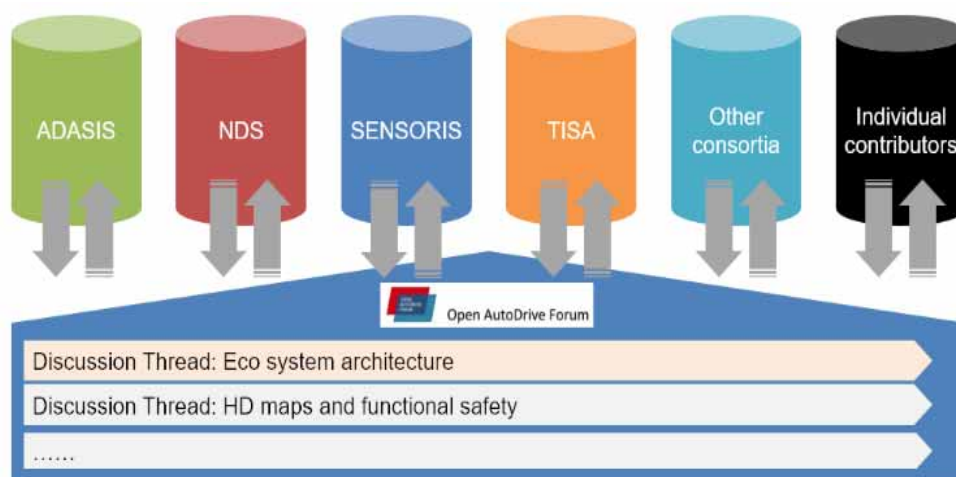 ADASIS
NDS
SENSORIS
TISA
Other
consortia
Individual
contributors
Open AutoDrive Forum
Discussion Thread: Eco system architecture
Discussion Thread: HD maps and functional safety
……